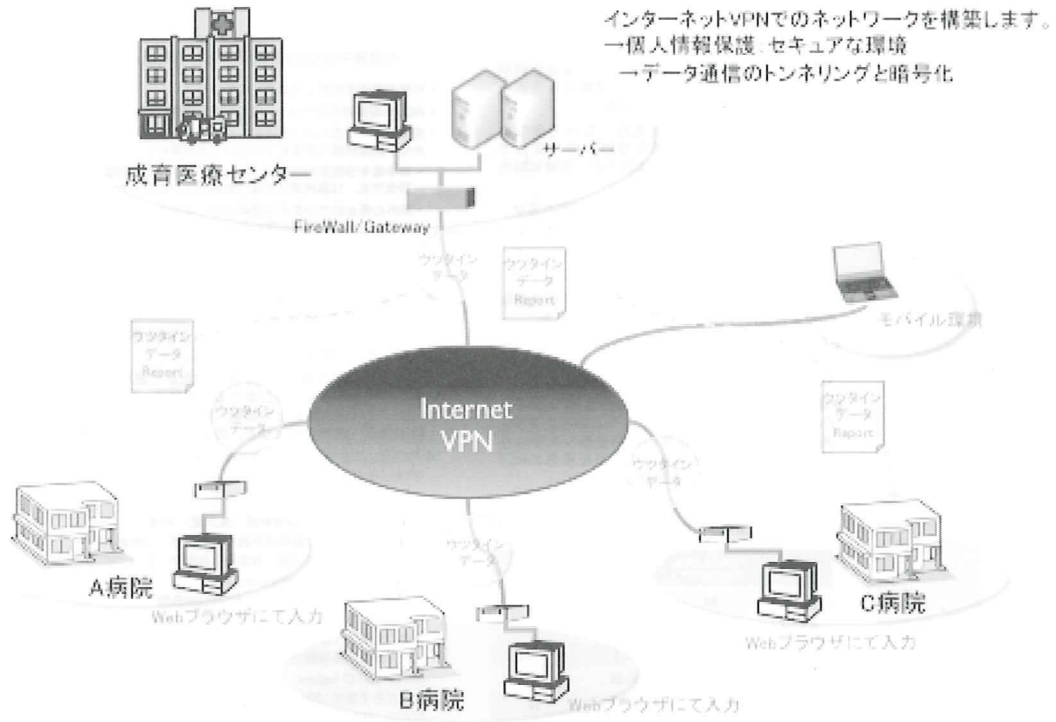 インターネットVPNでのネットワークを構築します。
→個人情報保護:セキュアな環境
→データ通信のトンネリングと暗号化
成育医療センター
サーバー
FireWall/Gateway
ウツタイン
データ
ウツタイン
データ
Report
モバイル環境
ウツタイン
データ
Report
ウツタイン
データ
Internet
VPN
ウツタイン
データ
Report
ウツタイン
データ
ウツタイン
データ
A病院
Webブラウザにて入力
B病院
Webブラウザにて入力
C病院
Webブラウザにて入力